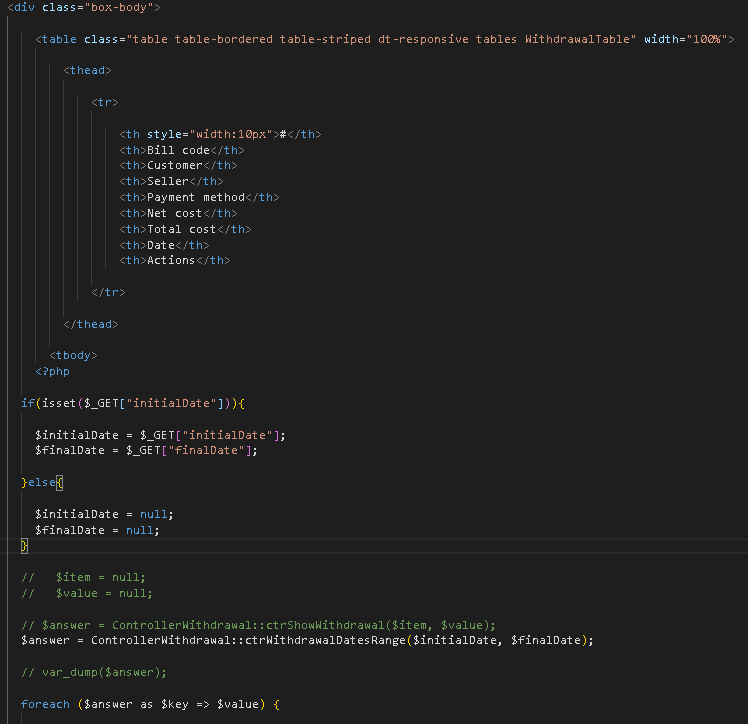 <div class="box-body">
<table class="table table-bordered table-striped dt-responsive tables WithdrawalTable" width="100%">
<thead>
<tr>
<th style="width:10px">#</th>
<th>Bill code</th>
<th>Customer</th>
<th>Seller</th>
<th>Payment method</th>
<th>Net cost</th>
<th>Total cost</th>
<th>Date</th>
<th>Actions</th>
</tr>
</thead>
<tbody>
<?php
if(isset($_GET["initialDate"])){
$initialDate = $_GET["initialDate"];
$finalDate = $_GET["finalDate"];
}else{
$initialDate = null;
$finalDate = null;
}
//   $item = null;
//   $value = null;
// $answer = ControllerWithdrawal::ctrShowWithdrawal($item, $value);
$answer = ControllerWithdrawal::ctrWithdrawalDatesRange($initialDate, $finalDate);
// var_dump($answer);
foreach ($answer as $key => $value) {